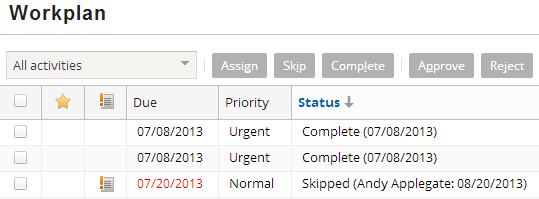 Workplan
All activities Assign Skip Complete Approve Reject
Due Priority Status
07/08/2013 Urgent Complete (07/08/2013)
07/08/2013 Urgent Complete (07/08/2013)
07/20/2013 Normal Skipped (Andy Applegate: 08/20/2013)